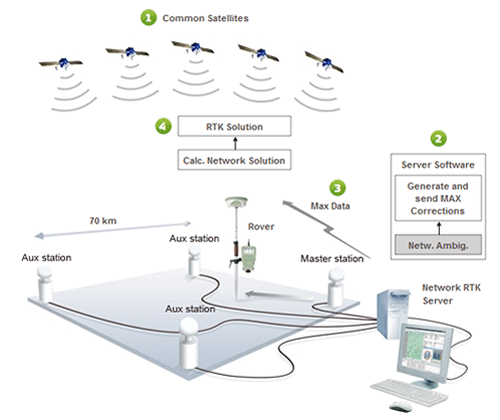 1 Common Satellites
4 RTK Solution
Calc. Network Solution
2
Server Software
Generate and
send MAX
Corrections
Netw. Ambig.
3
Max Data
70 km
Rover
Aux station
Aux station
Master station
Aux station
Network RTK
Server